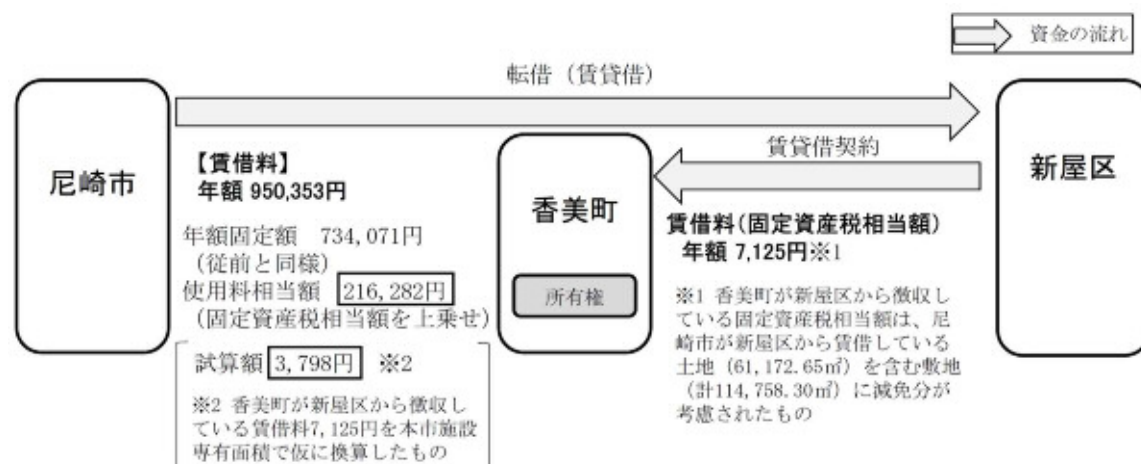 資金の流れ
転借（賃貸借）
尼崎市
【賃借料】
年額 950,353円
年額固定額　734,071円
(従前と同様)
使用料相当額　216,282円
(固定資産税相当額を上乗せ)
試算額 3,798円　※2
※2 香美町が新屋区から徴収し
ている賃借料7,125円を本市施設
専有面積で仮に換算したもの
香美町
所有権
賃貸借契約
賃借料(固定資産税相当額)
年額 7,125円※1
※1 香美町が新屋区から徴収し
ている固定資産税相当額は、尼
崎市が新屋区から賃借している
土地（61,172.65㎡）を含む敷地
（計114,758.30㎡）に減免分が
考慮されたもの
新屋区